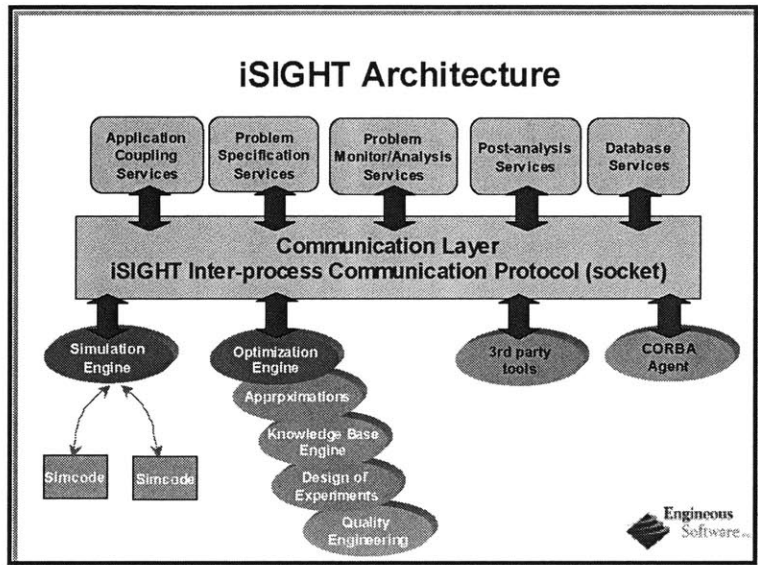 iSIGHT Architecture
Application
Coupling
Services
Problem
Specification
Services
Problem
Monitor/Analysis
Services
Post-analysis
Services
Database
Services
Communication Layer
iSIGHT Inter-process Communication Protocol (socket)
Simulation
Engine
Optimization
Engine
3rd party
tools
CORBA
Agent
Apprpximations
Knowledge Base
Engine
Design of
Experiments
Quality
Engineering
Simcode
Simcode
Engineous
Software